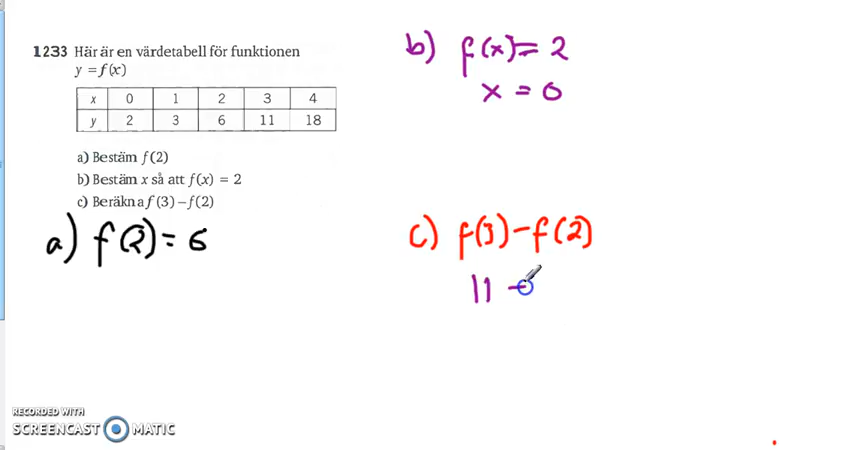 1233 Här är en värdetabell för funktionen
y = f(x)
x 0 1 2 3 4
y 2 3 6 11 18
a) Bestäm f(2)
b) Bestäm x så att f(x) = 2
c) Beräkna f(3) – f(2)
a) f(2) = 6
b) f(x) = 2
x = 0
c) f(3) – f(2)
11 –
RECORDED WITH
SCREENCAST MATIC